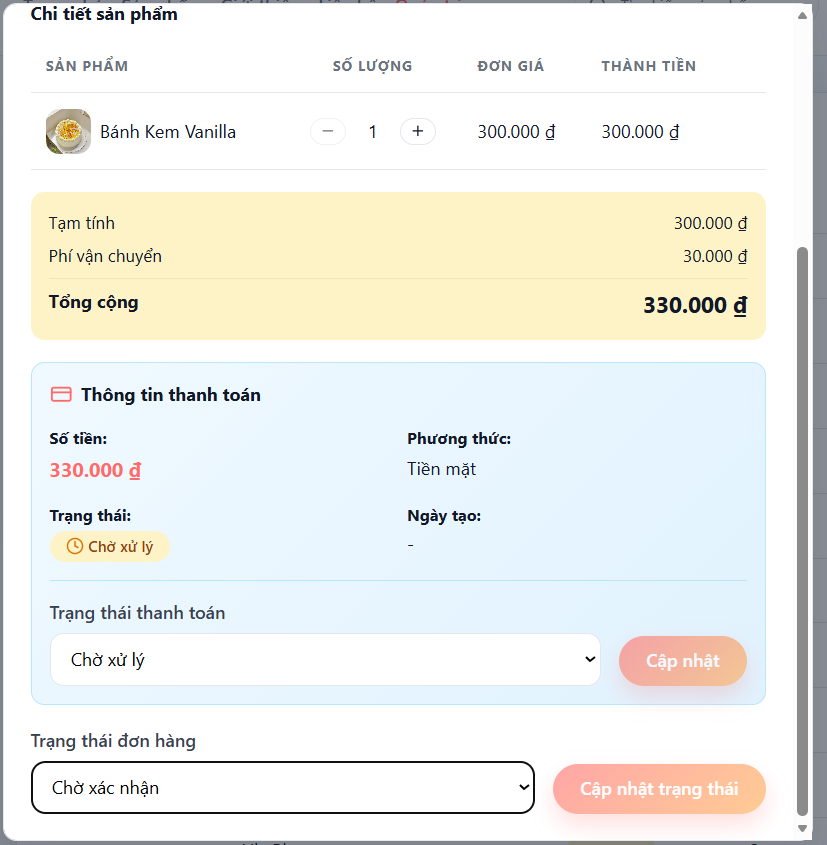 Chi tiết sản phẩm
SẢN PHẨM SỐ LƯỢNG ĐƠN GIÁ THÀNH TIỀN
Bánh Kem Vanilla − 1 + 300.000 ₫ 300.000 ₫
Tạm tính 300.000 ₫
Phí vận chuyển 30.000 ₫
Tổng cộng 330.000 ₫
Thông tin thanh toán
Số tiền: Phương thức:
330.000 ₫ Tiền mặt
Trạng thái: Ngày tạo:
Chờ xử lý -
Trạng thái thanh toán
Chờ xử lý Cập nhật
Trạng thái đơn hàng
Chờ xác nhận Cập nhật trạng thái